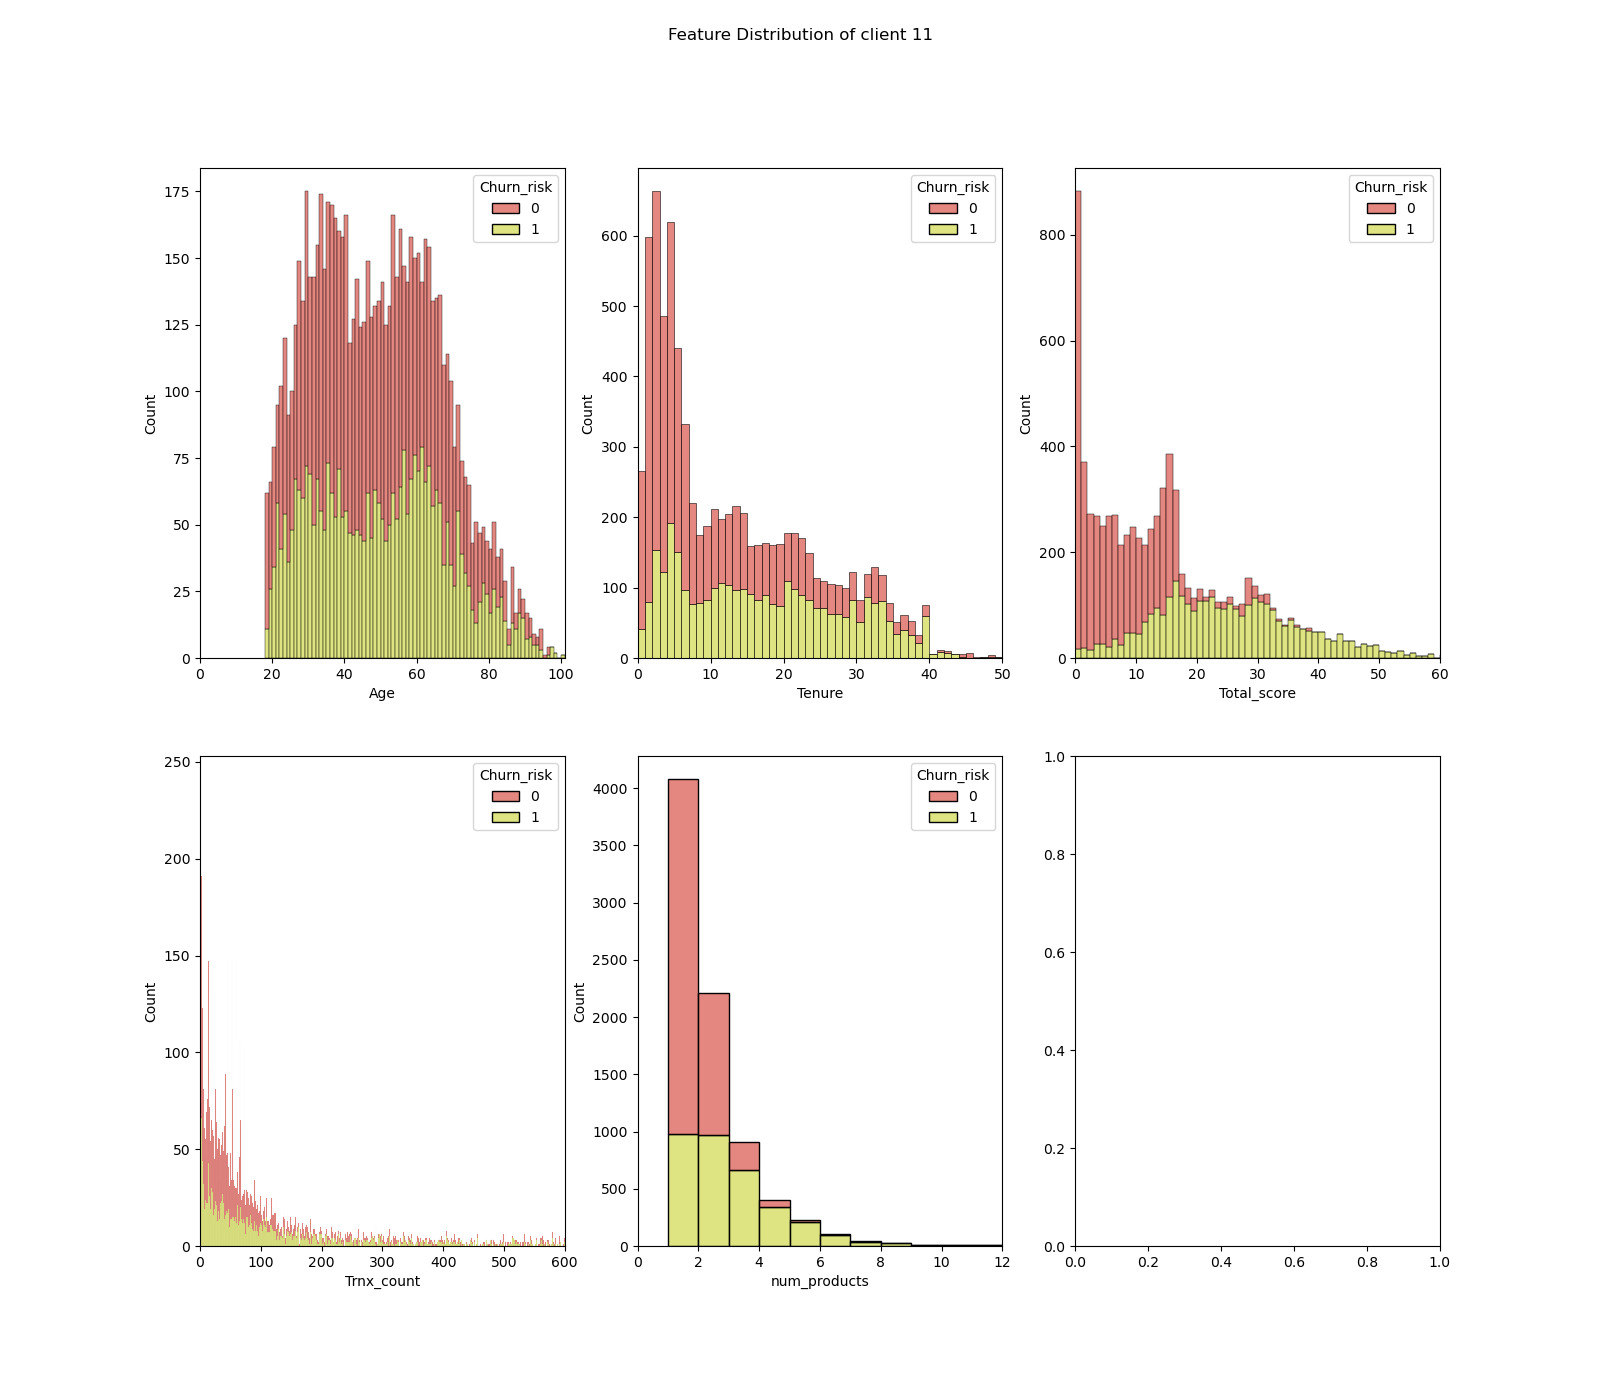 Feature Distribution of client 11
175
150
125
100
75
50
25
0
Count
0 20 40 60 80 100
Age
Churn_risk
0
1
600
500
400
300
200
100
0
Count
0 10 20 30 40 50
Tenure
Churn_risk
0
1
800
600
400
200
0
Count
0 10 20 30 40 50 60
Total_score
Churn_risk
0
1
250
200
150
100
50
0
Count
0 100 200 300 400 500 600
Trnx_count
Churn_risk
0
1
4000
3500
3000
2500
2000
1500
1000
500
0
Count
0 2 4 6 8 10 12
num_products
Churn_risk
0
1
1.0
0.8
0.6
0.4
0.2
0.0
0.0 0.2 0.4 0.6 0.8 1.0